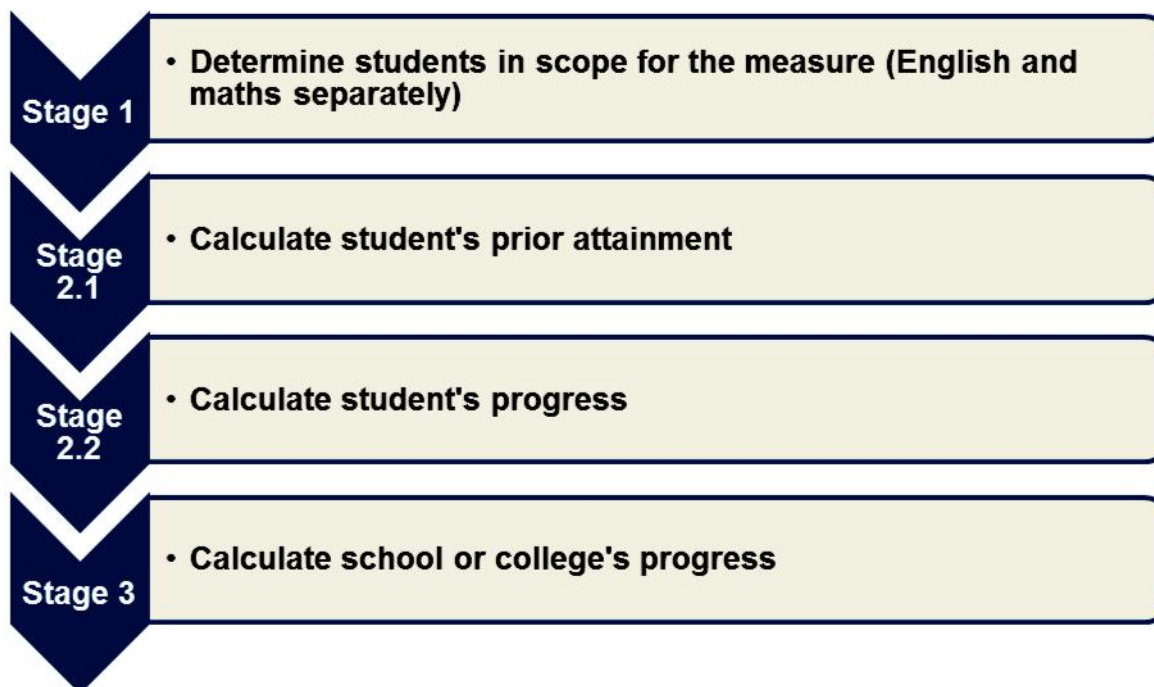 Stage 1
• Determine students in scope for the measure (English and
maths separately)
Stage
2.1
• Calculate student's prior attainment
Stage
2.2
• Calculate student's progress
Stage 3
• Calculate school or college's progress